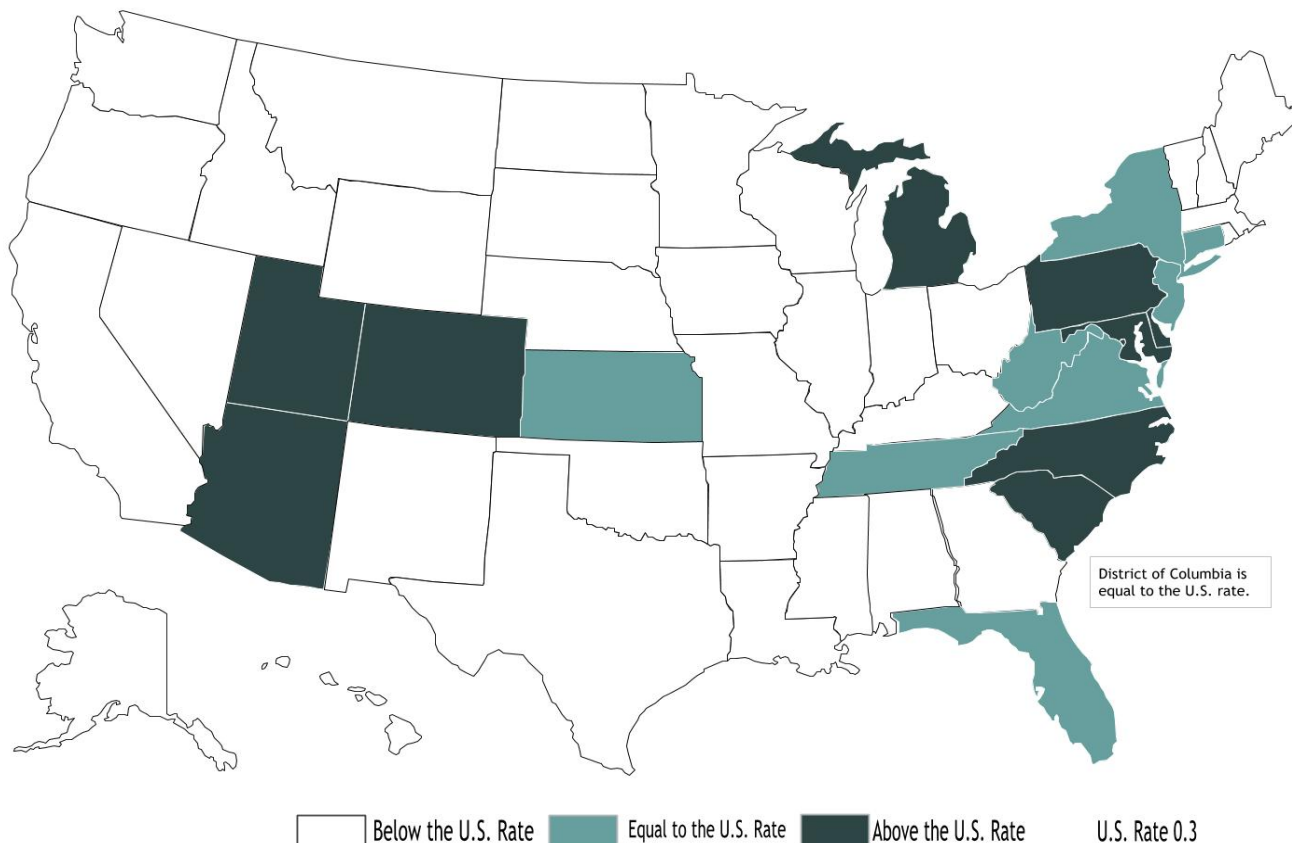 District of Columbia is
equal to the U.S. rate.
Below the U.S. Rate
Equal to the U.S. Rate
Above the U.S. Rate
U.S. Rate 0.3